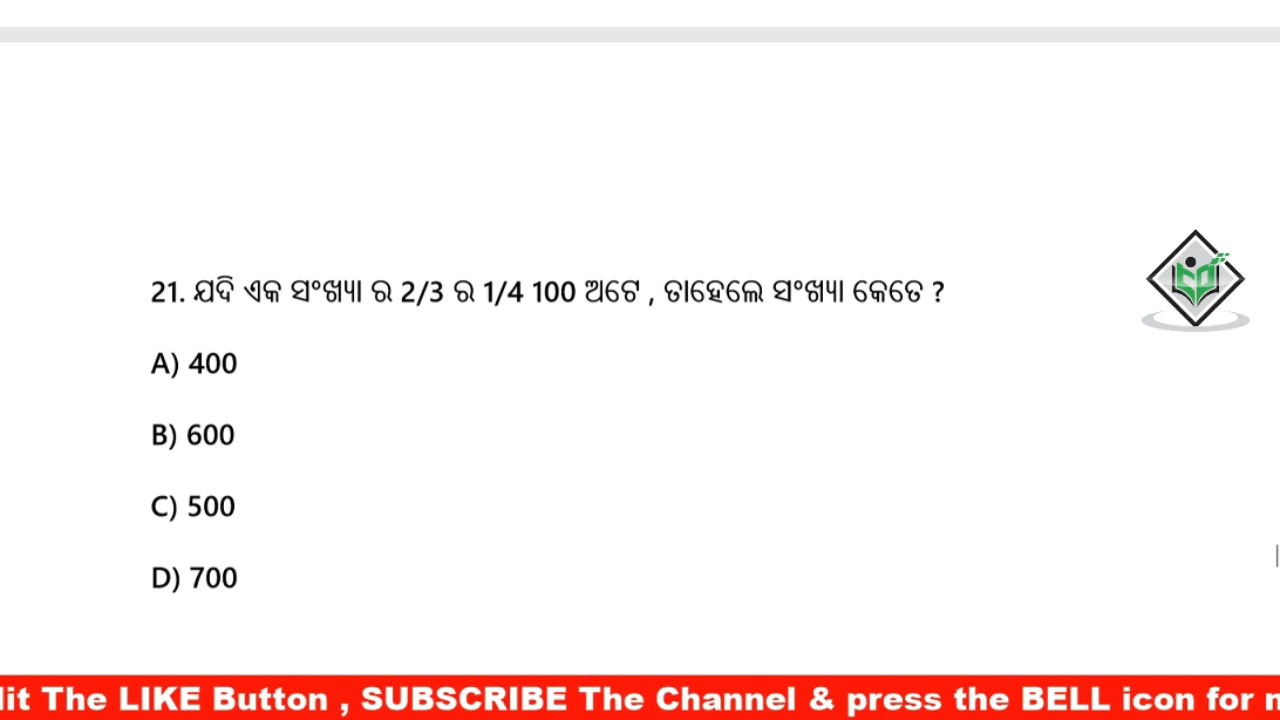 21. ଯଦି ଏକ ସଂଖ୍ୟା ର 2/3 ର 1/4 100 ଅଟେ , ତାହେଲେ ସଂଖ୍ୟା କେତେ ?
A) 400
B) 600
C) 500
D) 700
The LIKE Button , SUBSCRIBE The Channel & press the BELL icon for